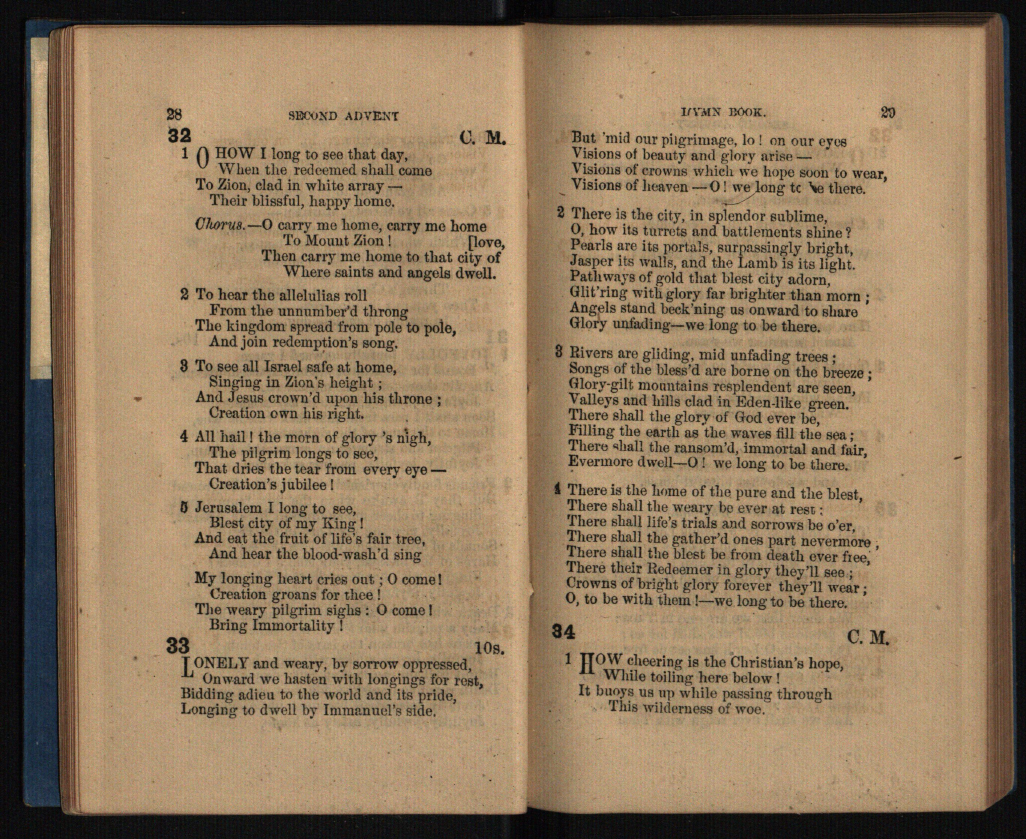 28
SECOND ADVENT
32
C. M.
1 O HOW I long to see that day,
When the redeemed shall come
To Zion, clad in white array —
Their blissful, happy home.
Chorus.—O carry me home, carry me home
To Mount Zion ! [love,
Then carry me home to that city of
Where saints and angels dwell.
2 To hear the allelulias roll
From the unnumber'd throng
The kingdom spread from pole to pole,
And join redemption's song.
3 To see all Israel safe at home,
Singing in Zion's height ;
And Jesus crown'd upon his throne ;
Creation own his right.
4 All hail ! the morn of glory 's nigh,
The pilgrim longs to see,
That dries the tear from every eye —
Creation's jubilee !
5 Jerusalem I long to see,
Blest city of my King !
And eat the fruit of life's fair tree,
And hear the blood-wash'd sing
My longing heart cries out ; O come !
Creation groans for thee !
The weary pilgrim sighs : O come !
Bring Immortality !
33
10s.
LONELY and weary, by sorrow oppressed,
Onward we hasten with longings for rest,
Bidding adieu to the world and its pride,
Longing to dwell by Immanuel's side.
HYMN BOOK.
29
But 'mid our pilgrimage, lo ! on our eyes
Visions of beauty and glory arise —
Visions of crowns which we hope soon to wear,
Visions of heaven — O ! we long to be there.
2 There is the city, in splendor sublime,
O, how its turrets and battlements shine ?
Pearls are its portals, surpassingly bright,
Jasper its walls, and the Lamb is its light.
Pathways of gold that blest city adorn,
Glit'ring with glory far brighter than morn ;
Angels stand beck'ning us onward to share
Glory unfading—we long to be there.
3 Rivers are gliding, mid unfading trees ;
Songs of the bless'd are borne on the breeze ;
Glory-gilt mountains resplendent are seen,
Valleys and hills clad in Eden-like green.
There shall the glory of God ever be,
Filling the earth as the waves fill the sea ;
There shall the ransom'd, immortal and fair,
Evermore dwell—O ! we long to be there.
4 There is the home of the pure and the blest,
There shall the weary be ever at rest :
There shall life's trials and sorrows be o'er,
There shall the gather'd ones part nevermore ,
There shall the blest be from death ever free,
There their Redeemer in glory they'll see ;
Crowns of bright glory forever they'll wear ;
O, to be with them !—we long to be there.
34
C. M.
1 HOW cheering is the Christian's hope,
While toiling here below !
It buoys us up while passing through
This wilderness of woe.